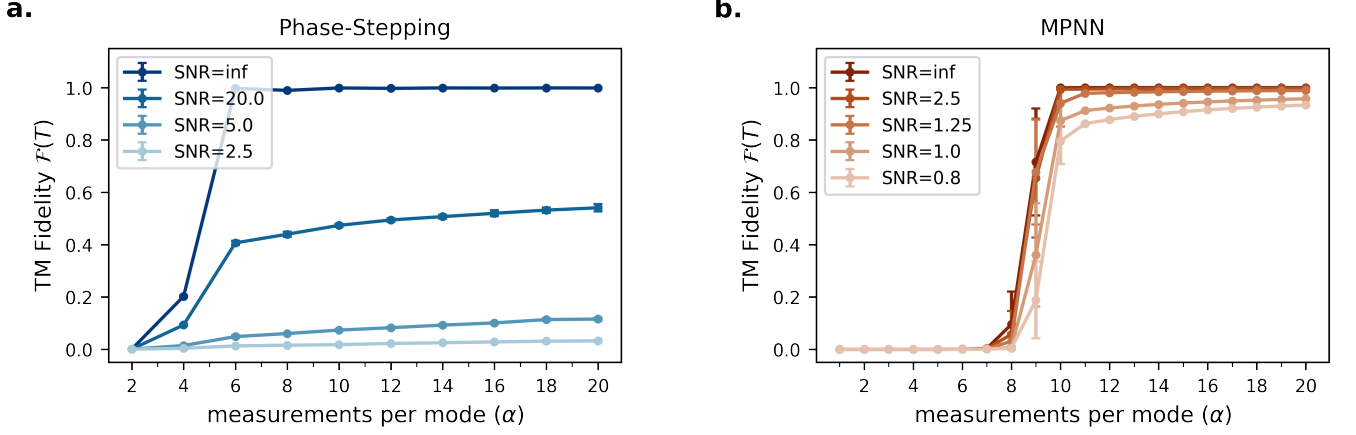 a.
Phase-Stepping
SNR=inf
SNR=20.0
SNR=5.0
SNR=2.5
TM Fidelity ℱ(T)
1.0
0.8
0.6
0.4
0.2
0.0
2 4 6 8 10 12 14 16 18 20
measurements per mode (α)
b.
MPNN
SNR=inf
SNR=2.5
SNR=1.25
SNR=1.0
SNR=0.8
TM Fidelity ℱ(T)
1.0
0.8
0.6
0.4
0.2
0.0
2 4 6 8 10 12 14 16 18 20
measurements per mode (α)